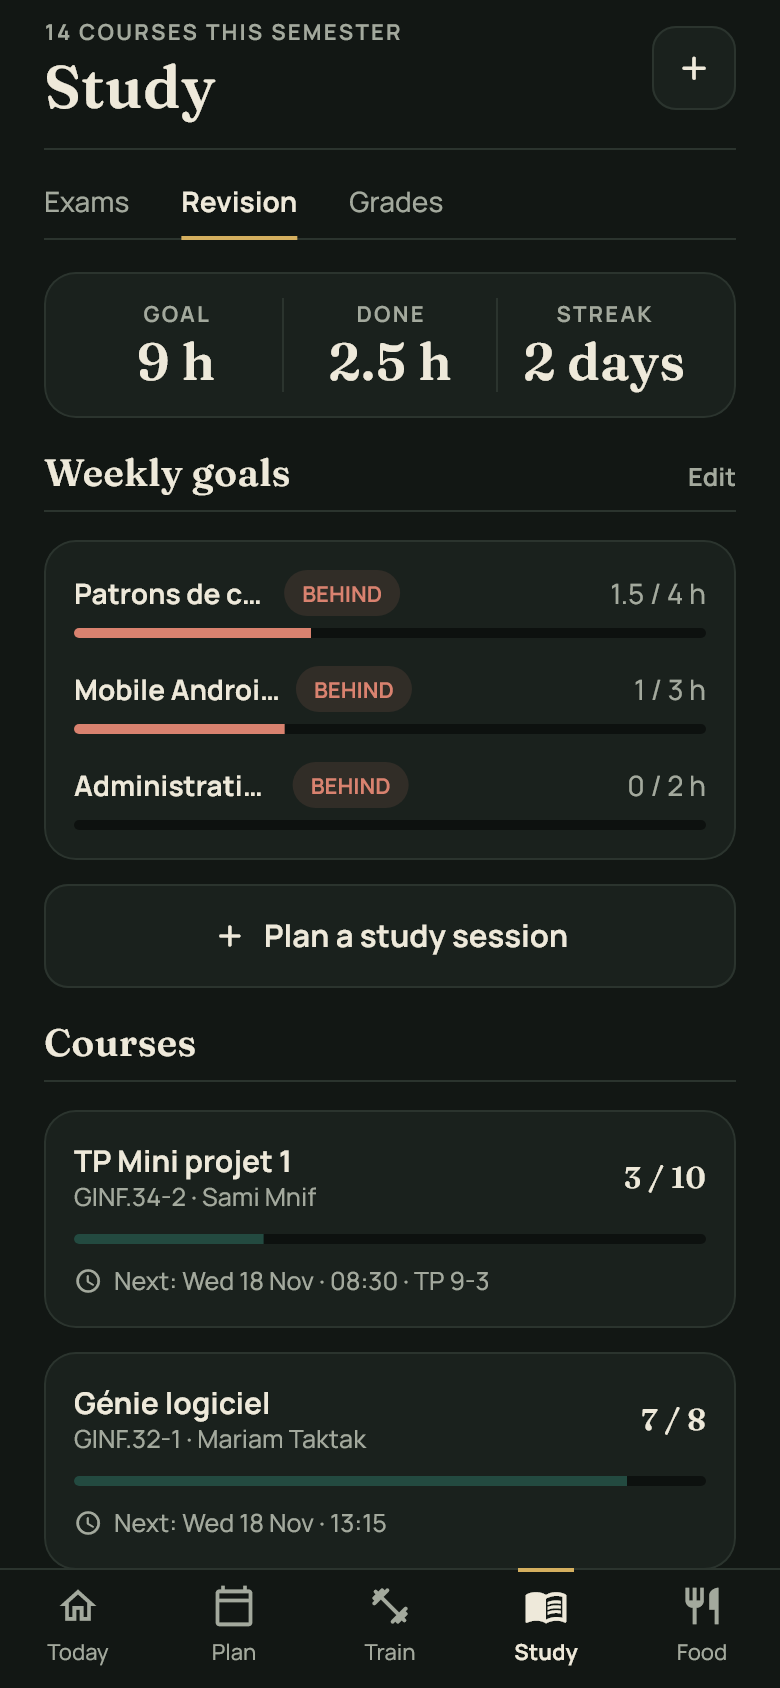 14 COURSES THIS SEMESTER
Study
Exams Revision Grades
GOAL DONE STREAK
9 h 2.5 h 2 days
Weekly goals Edit
Patrons de c... BEHIND 1.5 / 4 h
Mobile Androi... BEHIND 1 / 3 h
Administrati... BEHIND 0 / 2 h
+ Plan a study session
Courses
TP Mini projet 1
3 / 10
GINF.34-2 · Sami Mnif
Next: Wed 18 Nov · 08:30 · TP 9-3
Génie logiciel
7 / 8
GINF.32-1 · Mariam Taktak
Next: Wed 18 Nov · 13:15
Today Plan Train Study Food